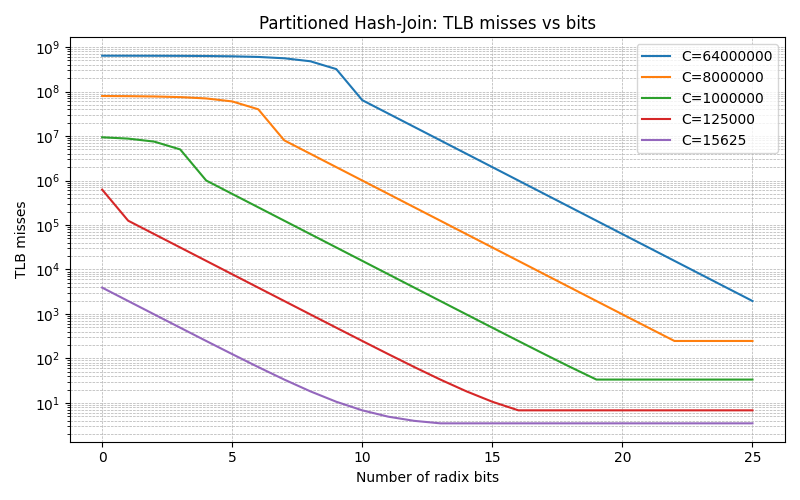 Partitioned Hash-Join: TLB misses vs bits
C=64000000
C=8000000
C=1000000
C=125000
C=15625
TLB misses
10⁹
10⁸
10⁷
10⁶
10⁵
10⁴
10³
10²
10¹
0 5 10 15 20 25
Number of radix bits